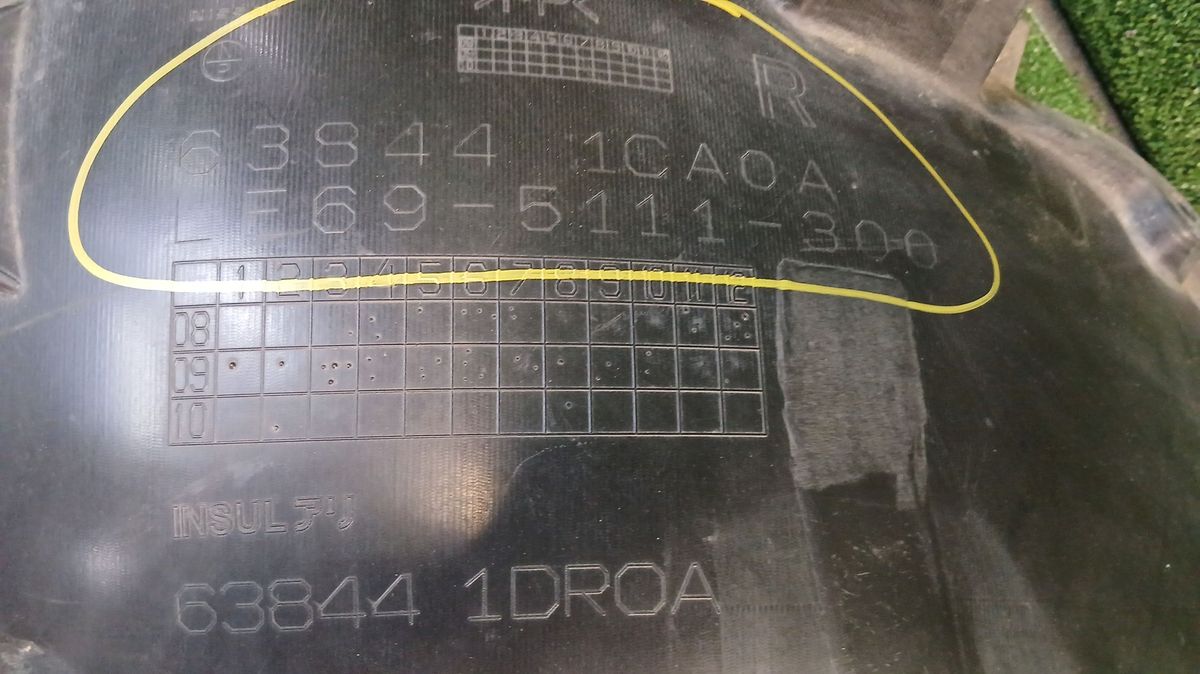 >PP<
R
63844 1CA0A
E69-5111-300
1 2 3 4 5 6 7 8 9 10 11 12
08
09
10
INSULアリ
63844 1DR0A